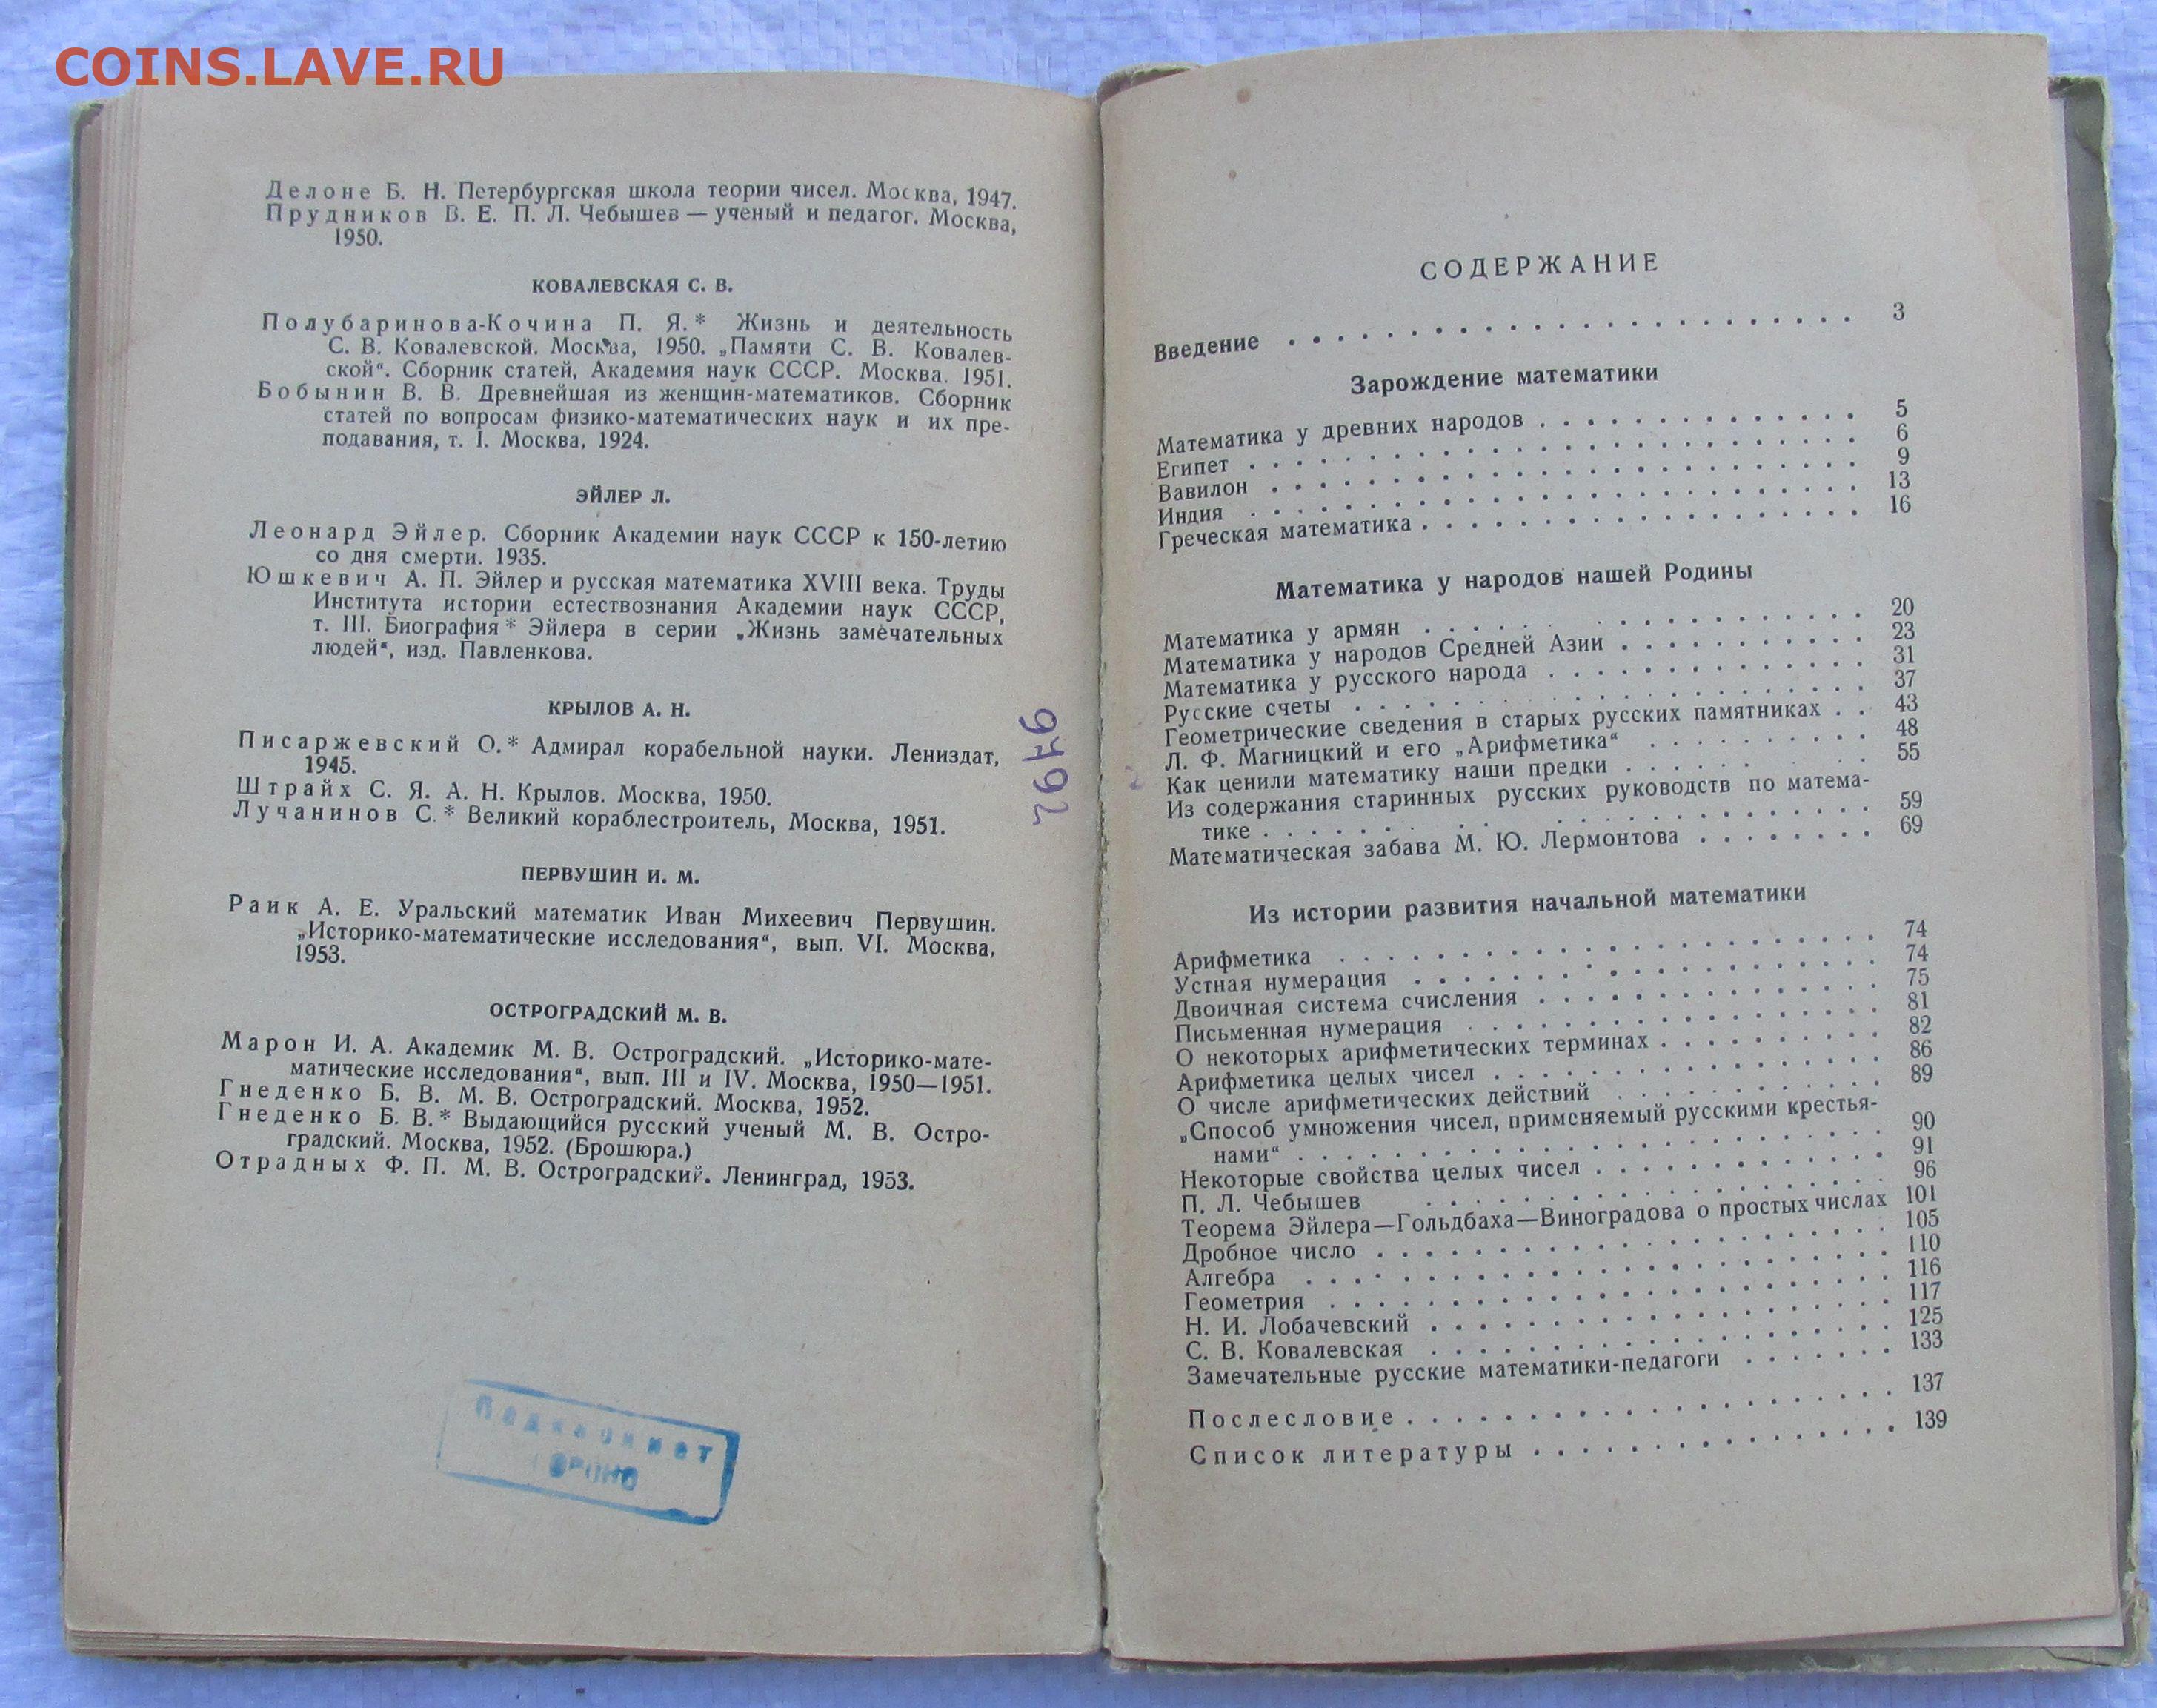 COINS.LAVE.RU
Делоне Б. Н. Петербургская школа теории чисел. Москва, 1947.
Прудников В. Е. П. Л. Чебышев — ученый и педагог. Москва,
1950.
КОВАЛЕВСКАЯ С. В.
Полубаринова-Кочина П. Я.* Жизнь и деятельность
С. В. Ковалевской. Москва, 1950. „Памяти С. В. Ковалев-
ской“. Сборник статей, Академия наук СССР. Москва. 1951.
Бобынин В. В. Древнейшая из женщин-математиков. Сборник
статей по вопросам физико-математических наук и их пре-
подавания, т. I. Москва, 1924.
ЭЙЛЕР Л.
Леонард Эйлер. Сборник Академии наук СССР к 150-летию
со дня смерти. 1935.
Юшкевич А. П. Эйлер и русская математика XVIII века. Труды
Института истории естествознания Академии наук СССР,
т. III. Биография* Эйлера в серии „Жизнь замечательных
людей“, изд. Павленкова.
КРЫЛОВ А. Н.
Писаржевский О.* Адмирал корабельной науки. Лениздат,
1945.
Штрайх С. Я. А. Н. Крылов. Москва, 1950.
Лучанинов С.* Великий кораблестроитель, Москва, 1951.
ПЕРВУШИН И. М.
Раик А. Е. Уральский математик Иван Михеевич Первушин.
„Историко-математические исследования“, вып. VI. Москва,
1953.
ОСТРОГРАДСКИЙ М. В.
Марон И. А. Академик М. В. Остроградский. „Историко-мате-
матические исследования“, вып. III и IV. Москва, 1950—1951.
Гнеденко Б. В. М. В. Остроградский. Москва, 1952.
Гнеденко Б. В.* Выдающийся русский ученый М. В. Остро-
градский. Москва, 1952. (Брошюра.)
Отрадных Ф. П. М. В. Остроградский. Ленинград, 1953.
9792
СОДЕРЖАНИЕ
Введение . . . . . . . . . . 3
Зарождение математики
Математика у древних народов . . . . . . . . . . 5
Египет . . . . . . . . . . 6
Вавилон . . . . . . . . . . 9
Индия . . . . . . . . . . 13
Греческая математика . . . . . . . . . . 16
Математика у народов нашей Родины
Математика у армян . . . . . . . . . . 20
Математика у народов Средней Азии . . . . . . . . . . 23
Математика у русского народа . . . . . . . . . . 31
Русские счеты . . . . . . . . . . 37
Геометрические сведения в старых русских памятниках . . 43
Л. Ф. Магницкий и его „Арифметика“ . . . . . . . . . . 48
Как ценили математику наши предки . . . . . . . . . . 55
Из содержания старинных русских руководств по матема-
тике . . . . . . . . . . 59
Математическая забава М. Ю. Лермонтова . . . . . . . . 69
Из истории развития начальной математики
Арифметика . . . . . . . . . . 74
Устная нумерация . . . . . . . . . . 74
Двоичная система счисления . . . . . . . . . . 75
Письменная нумерация . . . . . . . . . . 81
О некоторых арифметических терминах . . . . . . . . . . 82
Арифметика целых чисел . . . . . . . . . . 86
О числе арифметических действий . . . . . . . . . . 89
„Способ умножения чисел, применяемый русскими крестья-
нами“ . . . . . . . . . . 90
Некоторые свойства целых чисел . . . . . . . . . . 91
П. Л. Чебышев . . . . . . . . . . 96
Теорема Эйлера—Гольдбаха—Виноградова о простых числах 101
Дробное число . . . . . . . . . . 105
Алгебра . . . . . . . . . . 110
Геометрия . . . . . . . . . . 116
Н. И. Лобачевский . . . . . . . . . . 117
С. В. Ковалевская . . . . . . . . . . 125
Замечательные русские математики-педагоги . . . . . . . 133
Послесловие . . . . . . . . . . 137
Список литературы . . . . . . . . . . 139